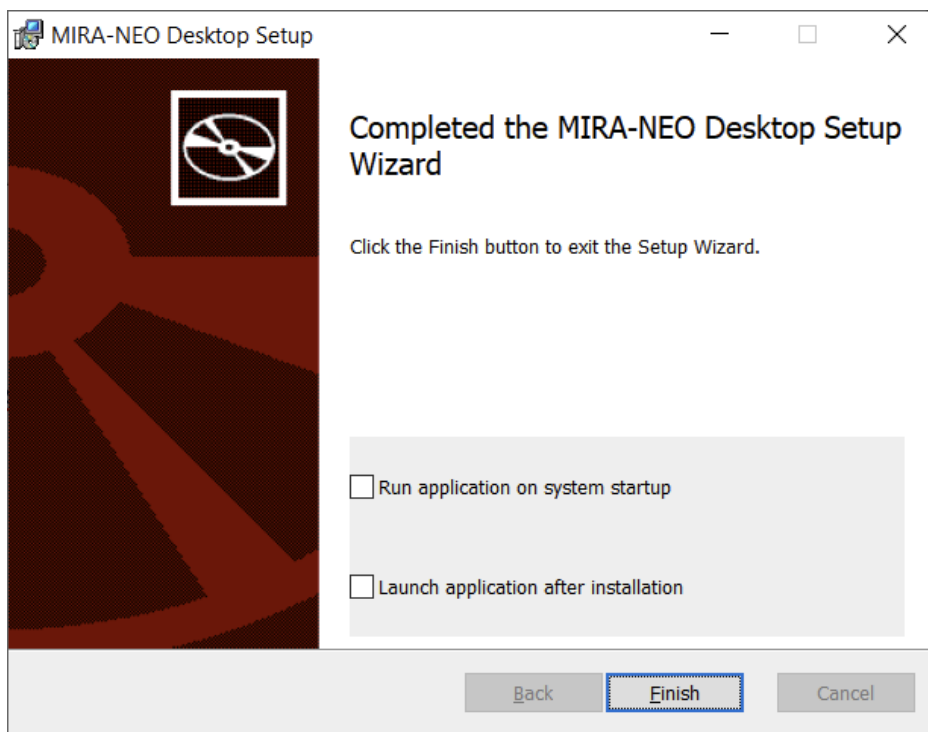 MIRA-NEO Desktop Setup
Completed the MIRA-NEO Desktop Setup
Wizard
Click the Finish button to exit the Setup Wizard.
Run application on system startup
Launch application after installation
Back
Finish
Cancel